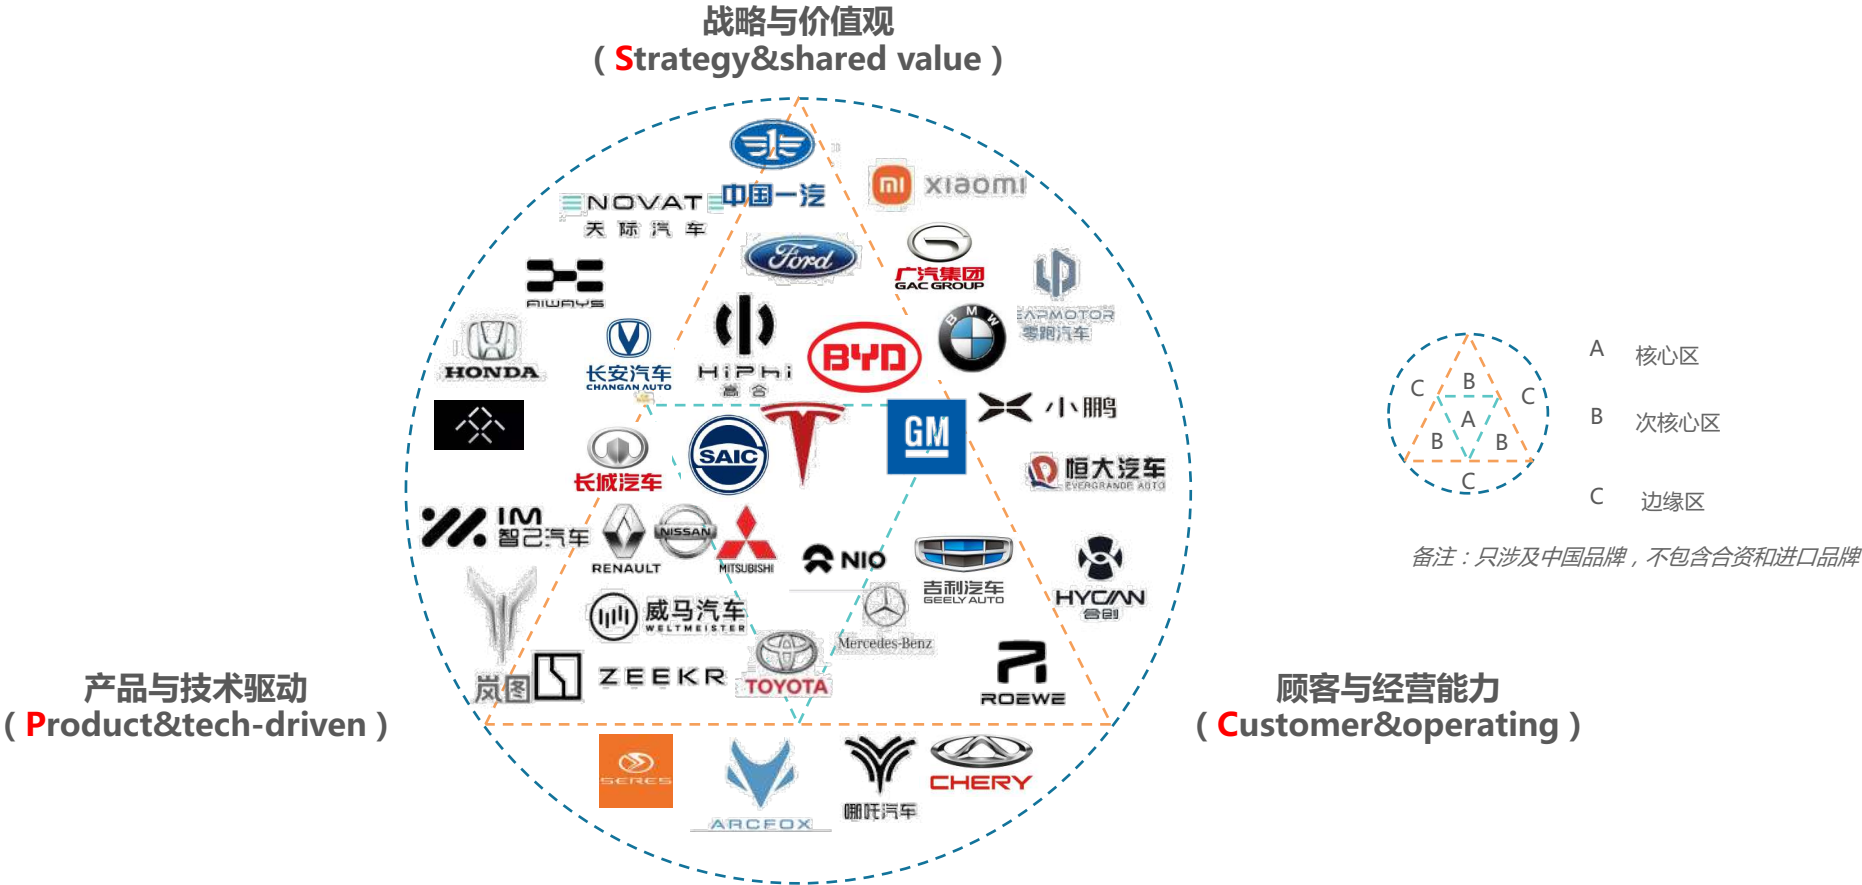 战略与价值观
( Strategy&shared value )
中国一汽
xiaomi
ENOVATE
天际汽车
Ford
广汽集团
GAC GROUP
AIWAYS
LEAPMOTOR
零跑汽车
BMW
HONDA
长安汽车
CHANGAN AUTO
HiPhi
高合
BYD
小鹏
GM
SAIC
长城汽车
恒大汽车
EVERGRANDE AUTO
IM
智己汽车
RENAULT
NISSAN
MITSUBISHI
NIO
吉利汽车
GEELY AUTO
HYCAN
合创
威马汽车
WELTMEISTER
Mercedes-Benz
岚图
ZEEKR
TOYOTA
ROEWE
产品与技术驱动
( Product&tech-driven )
顾客与经营能力
( Customer&operating )
SERES
ARCFOX
哪吒汽车
CHERY
C
B
C
A
B
B
C
A 核心区
B 次核心区
C 边缘区
备注：只涉及中国品牌，不包含合资和进口品牌